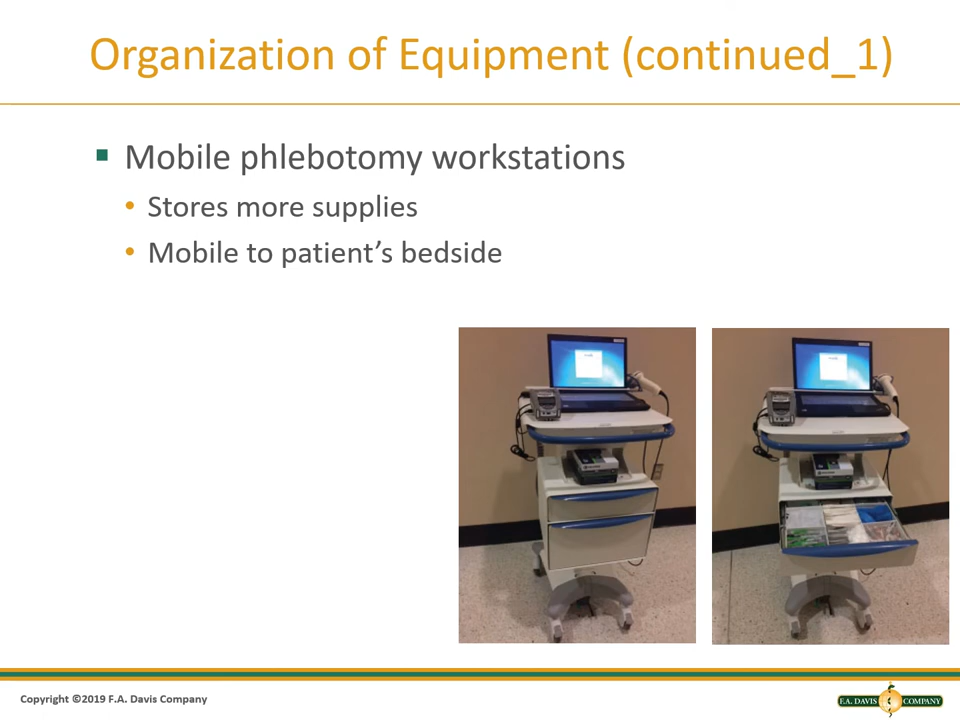 Organization of Equipment (continued_1)
Mobile phlebotomy workstations
Stores more supplies
Mobile to patient’s bedside
Copyright ©2019 F.A. Davis Company
F.A. DAVIS COMPANY